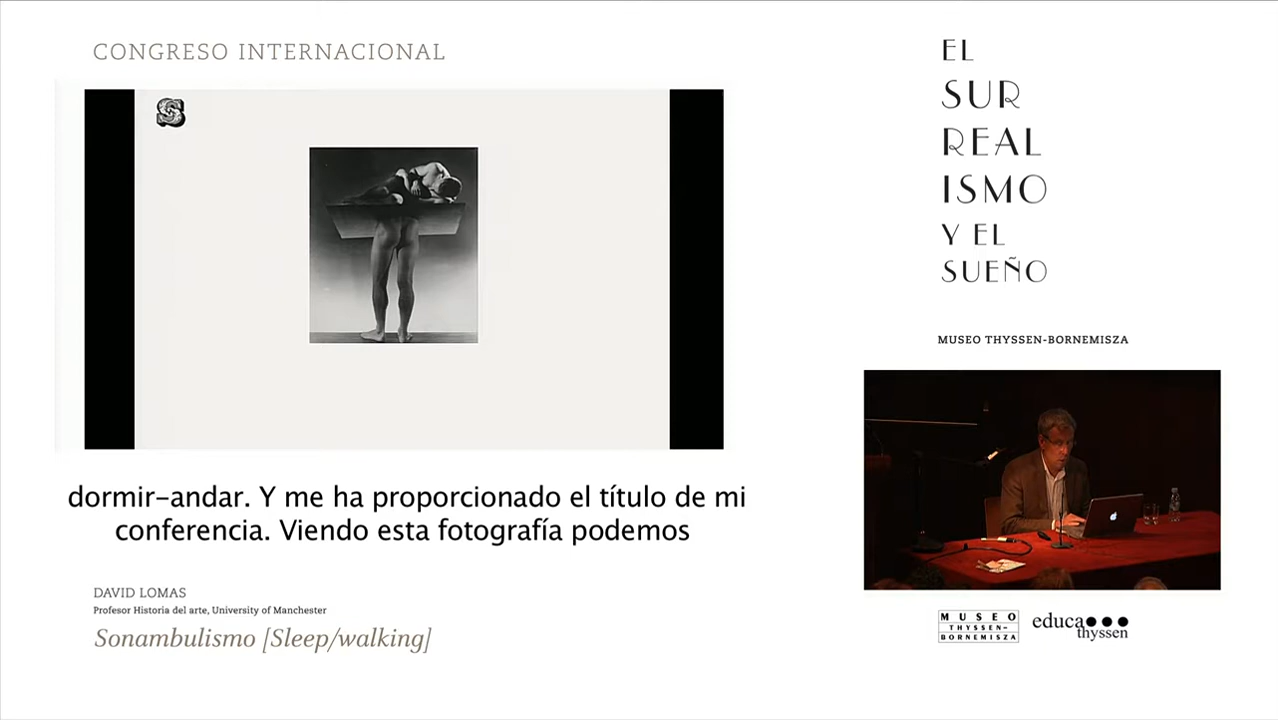 CONGRESO INTERNACIONAL
S
dormir-andar. Y me ha proporcionado el título de mi
conferencia. Viendo esta fotografía podemos
DAVID LOMAS
Profesor Historia del arte, University of Manchester
Sonambulismo [Sleep/walking]
EL
SUR
REAL
ISMO
Y EL
SUEÑO
MUSEO THYSSEN-BORNEMISZA
MUSEO
THYSSEN-
BORNEMISZA
educa
thyssen